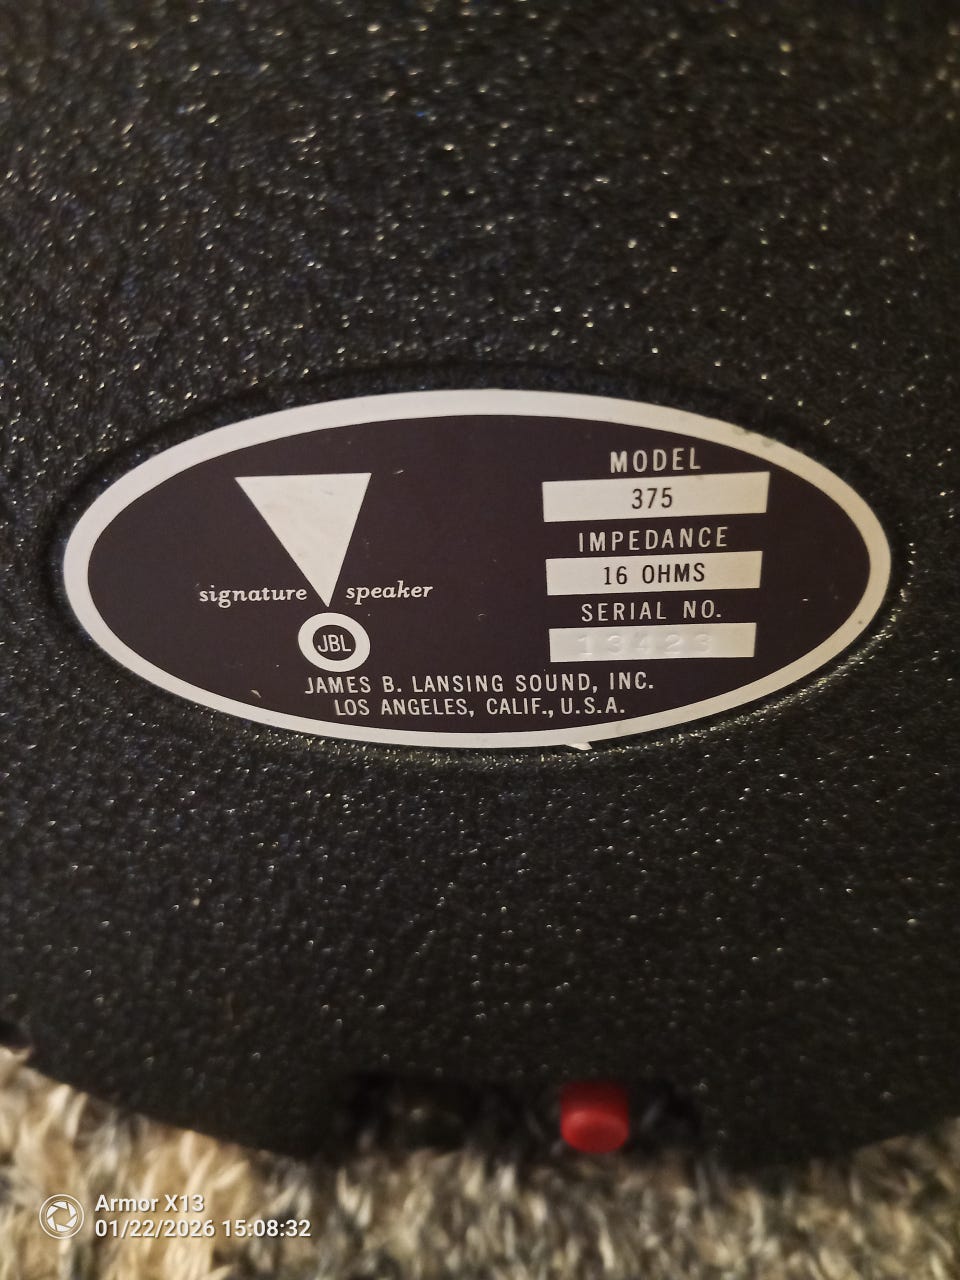 MODEL
375
IMPEDANCE
16 OHMS
signature speaker
SERIAL NO.
13423
JBL
JAMES B. LANSING SOUND, INC.
LOS ANGELES, CALIF., U.S.A.
Armor X13
01/22/2026 15:08:32